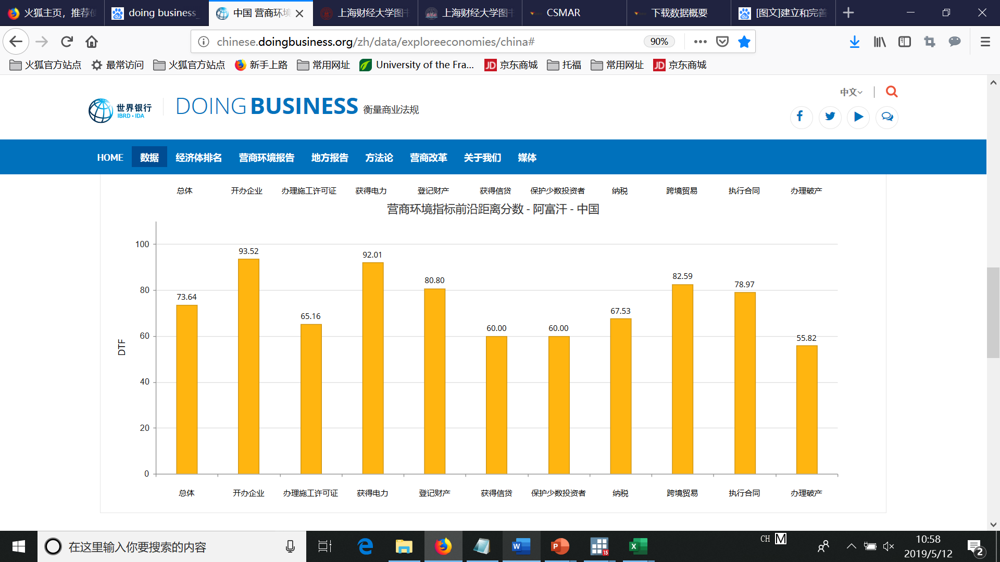 火狐主页，推荐使
doing business_
中国 营商环境
上海财经大学图书
上海财经大学图书
CSMAR
下载数据概要
[图文]建立和完善
chinese.doingbusiness.org/zh/data/exploreeconomies/china#
90%
火狐官方站点
最常访问
火狐官方站点
新手上路
常用网址
University of the Fra...
JD 京东商城
托福
常用网址
JD 京东商城
中文
世界银行
IBRD • IDA
DOING BUSINESS 衡量商业法规
HOME 数据 经济体排名 营商环境报告 地方报告 方法论 营商改革 关于我们 媒体
总体 开办企业 办理施工许可证 获得电力 登记财产 获得信贷 保护少数投资者 纳税 跨境贸易 执行合同 办理破产
营商环境指标前沿距离分数 - 阿富汗 - 中国
DTF
100
80
60
40
20
0
73.64
93.52
65.16
92.01
80.80
60.00
60.00
67.53
82.59
78.97
55.82
总体 开办企业 办理施工许可证 获得电力 登记财产 获得信贷 保护少数投资者 纳税 跨境贸易 执行合同 办理破产
在这里输入你要搜索的内容
W
P
15
X
CH M
10:58
2019/5/12
2